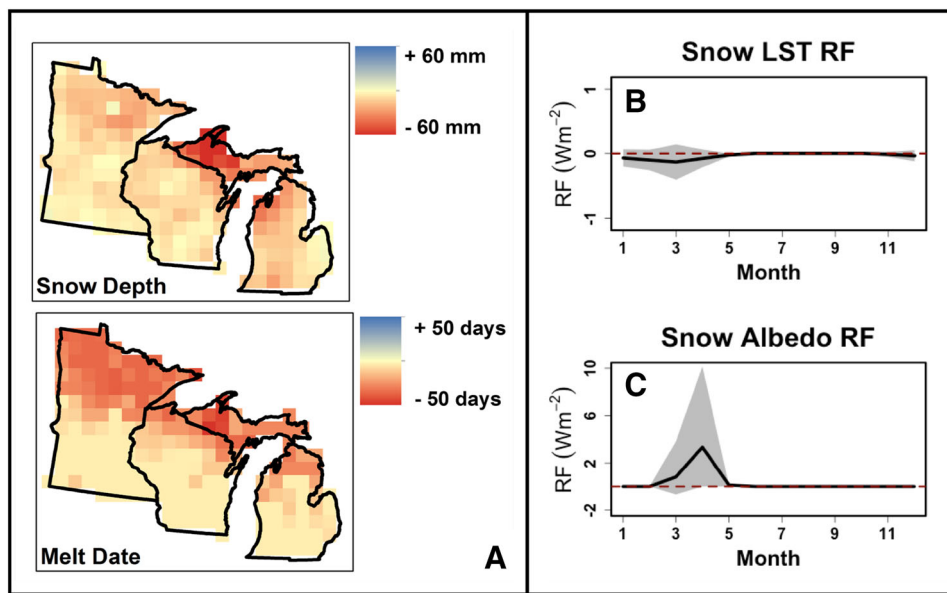 + 60 mm
- 60 mm
Snow Depth
+ 50 days
- 50 days
Melt Date
A
Snow LST RF
B
RF (Wm⁻²)
1
0
-1
1 3 5 7 9 11
Month
Snow Albedo RF
C
RF (Wm⁻²)
10
6
2
-2
1 3 5 7 9 11
Month